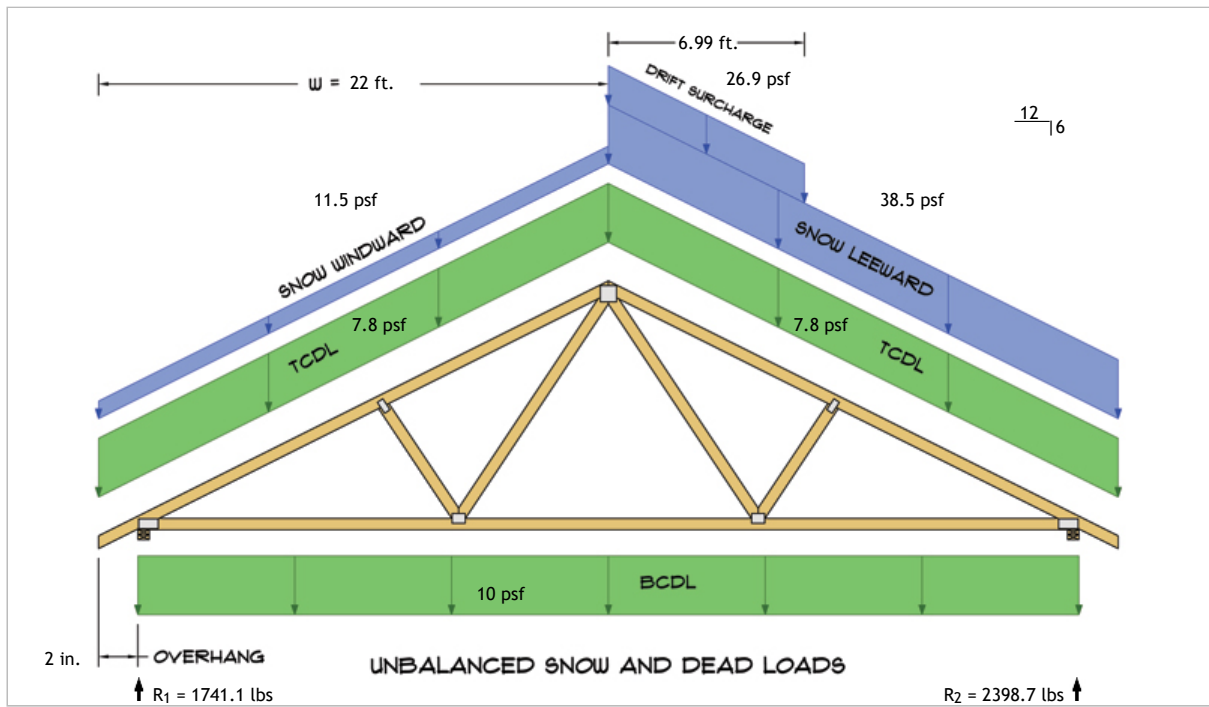 6.99 ft.
W = 22 ft.
DRIFT SURCHARGE
26.9 psf
12
6
11.5 psf
38.5 psf
SNOW WINDWARD
SNOW LEEWARD
7.8 psf
7.8 psf
TCDL
TCDL
10 psf
BCDL
2 in.
OVERHANG
UNBALANCED SNOW AND DEAD LOADS
R1 = 1741.1 lbs
R2 = 2398.7 lbs